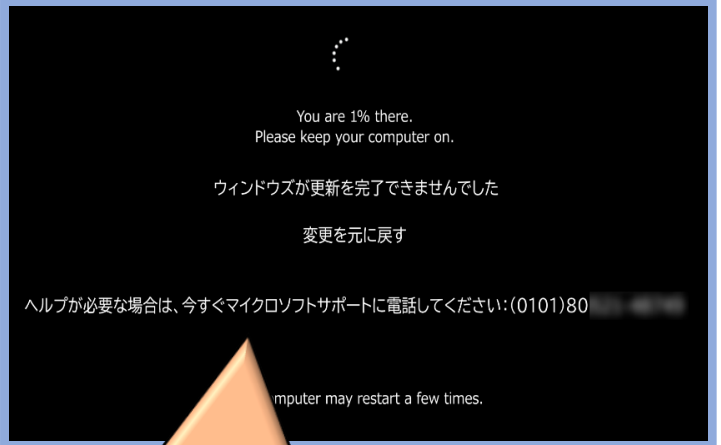 You are 1% there.
Please keep your computer on.
ウィンドウズが更新を完了できませんでした
変更を元に戻す
ヘルプが必要な場合は、今すぐマイクロソフトサポートに電話してください:(0101)80
may restart a few times.